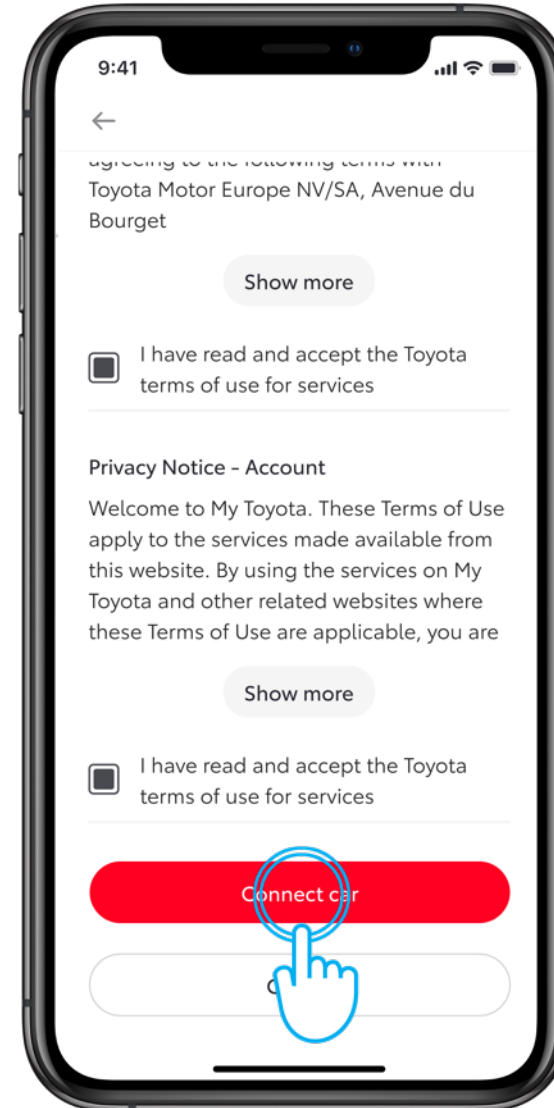 9:41
agreeing to the following terms with
Toyota Motor Europe NV/SA, Avenue du
Bourget
Show more
I have read and accept the Toyota
terms of use for services
Privacy Notice - Account
Welcome to My Toyota. These Terms of Use
apply to the services made available from
this website. By using the services on My
Toyota and other related websites where
these Terms of Use are applicable, you are
Show more
I have read and accept the Toyota
terms of use for services
Connect car